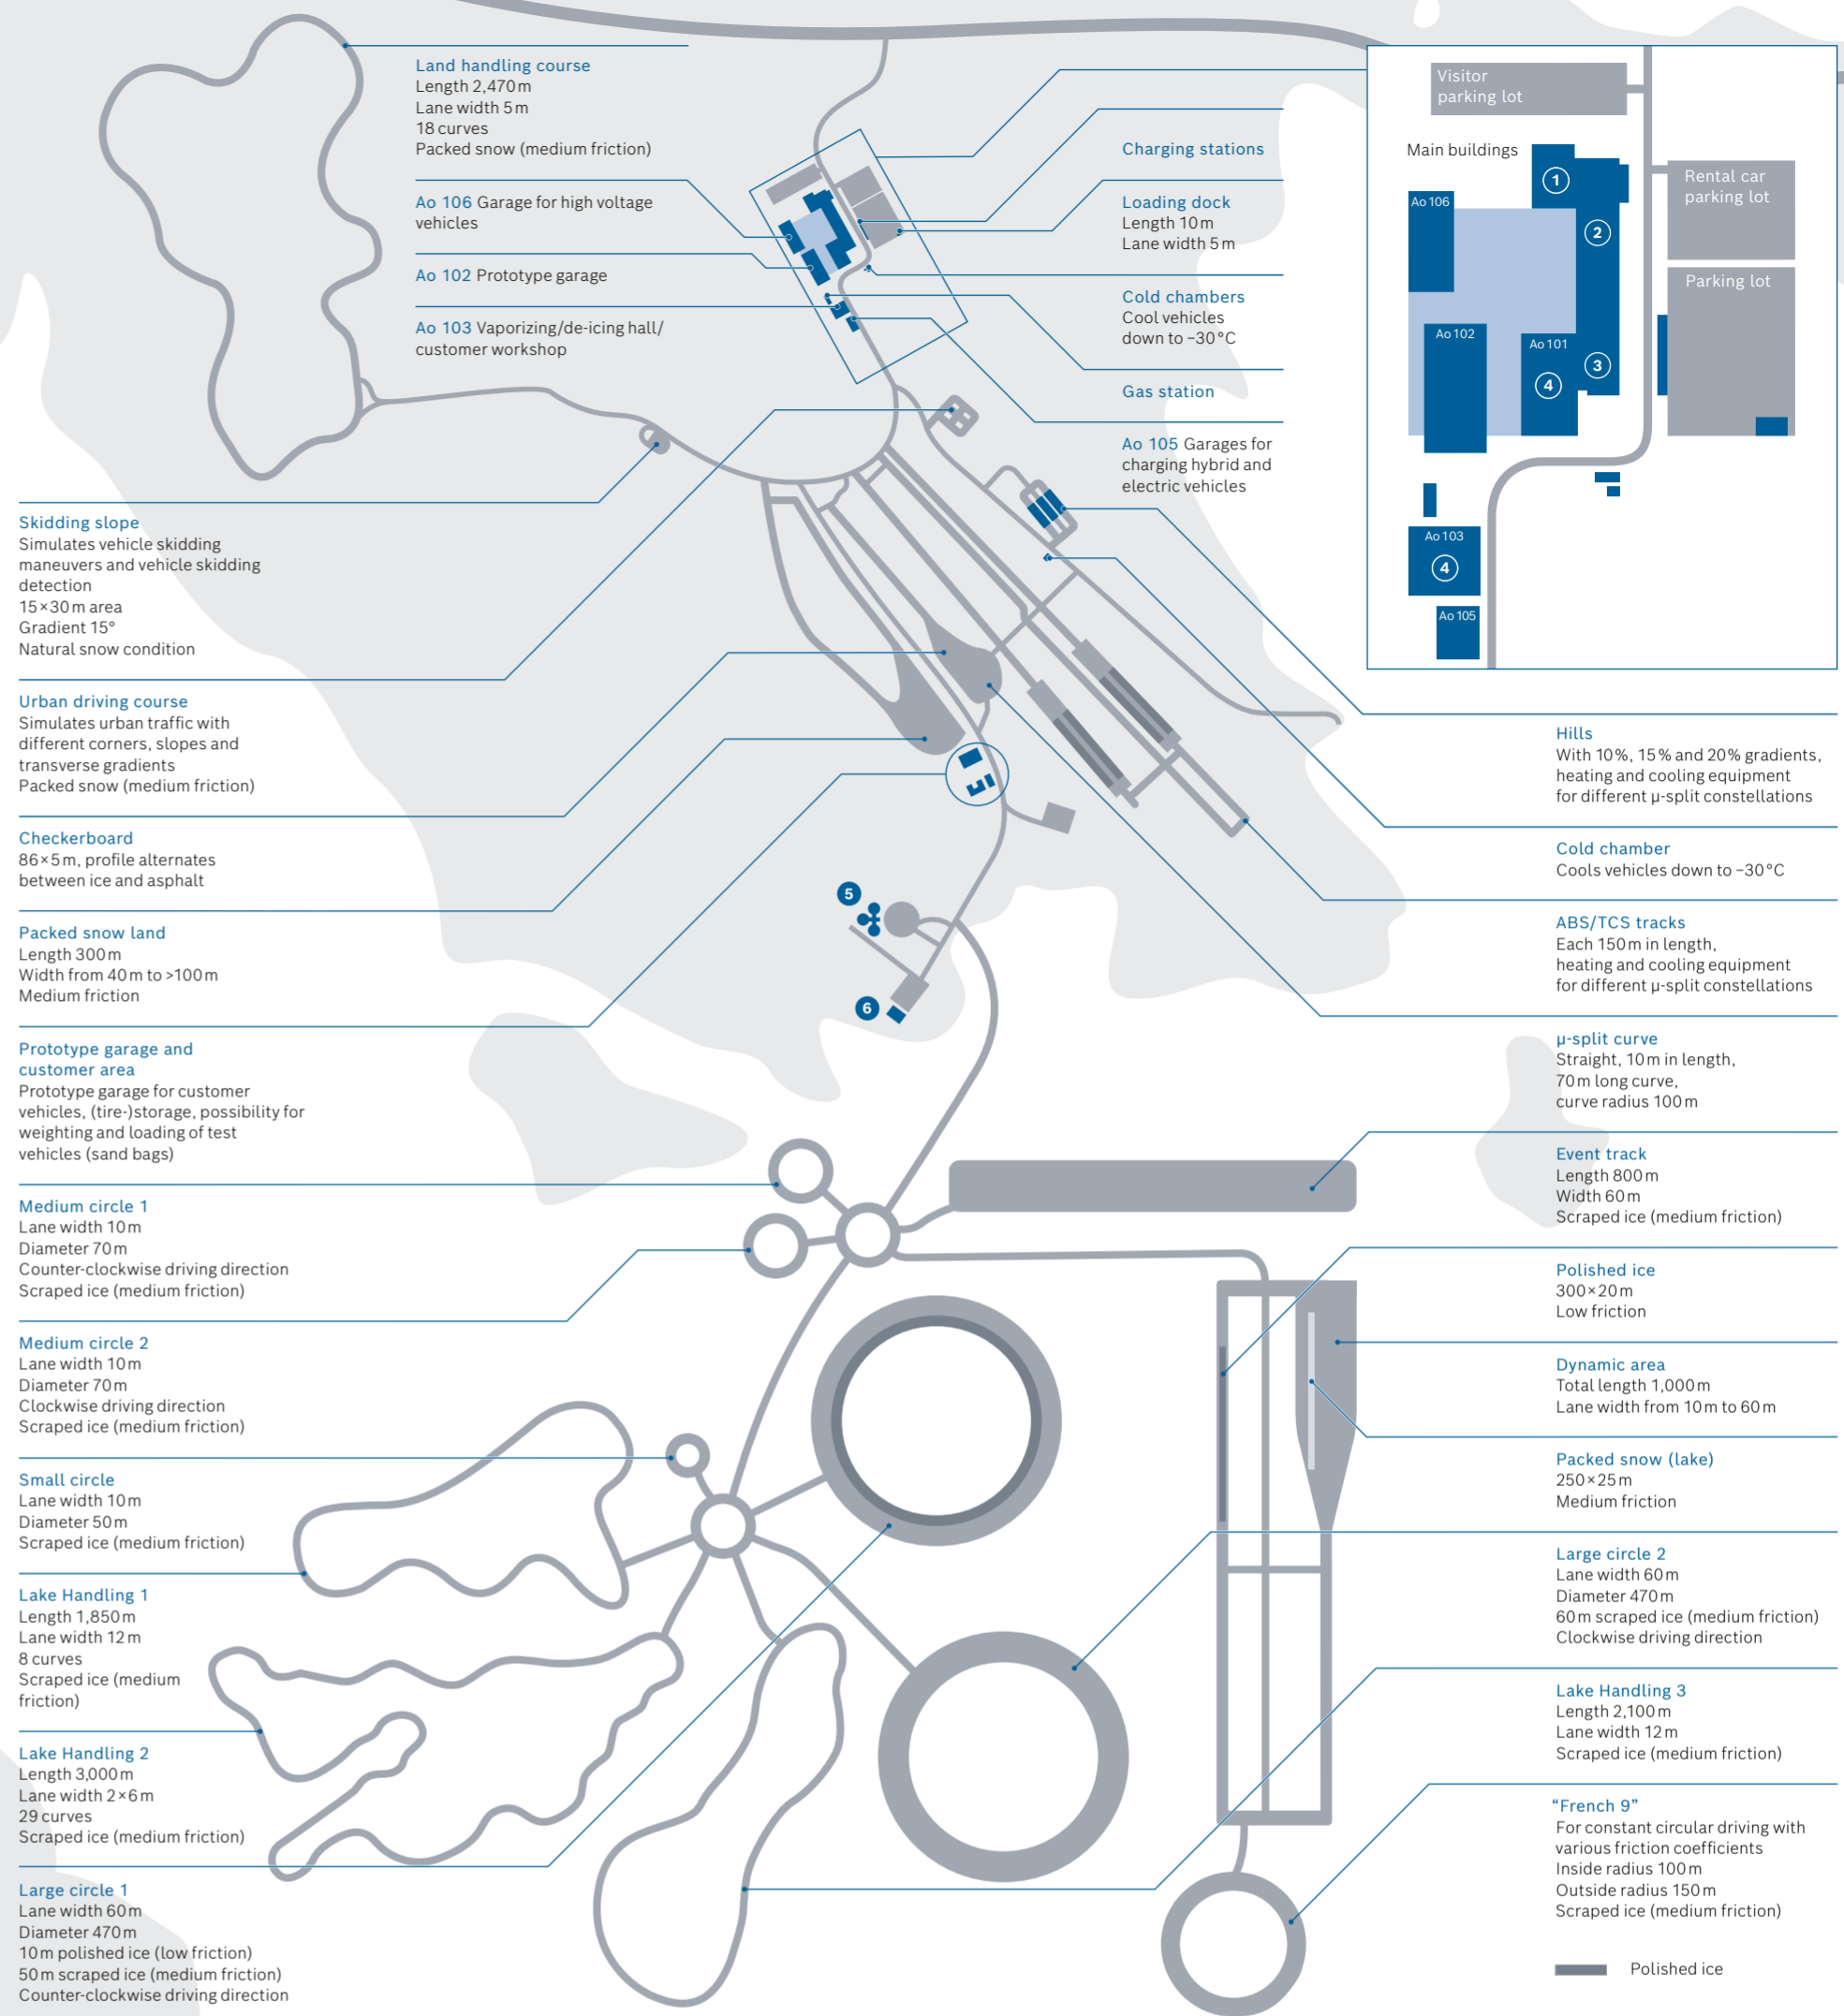 Land handling course
Length 2,470 m
Lane width 5 m
18 curves
Packed snow (medium friction)
Ao 106 Garage for high voltage
vehicles
Ao 102 Prototype garage
Ao 103 Vaporizing/de-icing hall/
customer workshop
Charging stations
Loading dock
Length 10 m
Lane width 5 m
Cold chambers
Cool vehicles
down to −30 °C
Gas station
Ao 105 Garages for
charging hybrid and
electric vehicles
Visitor
parking lot
Main buildings
1
Rental car
parking lot
Ao 106
2
Parking lot
Ao 102
Ao 101
3
4
Ao 103
4
Ao 105
Skidding slope
Simulates vehicle skidding
maneuvers and vehicle skidding
detection
15 × 30 m area
Gradient 15°
Natural snow condition
Urban driving course
Simulates urban traffic with
different corners, slopes and
transverse gradients
Packed snow (medium friction)
Checkerboard
86 × 5 m, profile alternates
between ice and asphalt
Packed snow land
Length 300 m
Width from 40 m to >100 m
Medium friction
Prototype garage and
customer area
Prototype garage for customer
vehicles, (tire-)storage, possibility for
weighting and loading of test
vehicles (sand bags)
Medium circle 1
Lane width 10 m
Diameter 70 m
Counter-clockwise driving direction
Scraped ice (medium friction)
Medium circle 2
Lane width 10 m
Diameter 70 m
Clockwise driving direction
Scraped ice (medium friction)
Small circle
Lane width 10 m
Diameter 50 m
Scraped ice (medium friction)
Lake Handling 1
Length 1,850 m
Lane width 12 m
8 curves
Scraped ice (medium
friction)
Lake Handling 2
Length 3,000 m
Lane width 2 × 6 m
29 curves
Scraped ice (medium friction)
Large circle 1
Lane width 60 m
Diameter 470 m
10 m polished ice (low friction)
50 m scraped ice (medium friction)
Counter-clockwise driving direction
5
6
Hills
With 10 %, 15 % and 20 % gradients,
heating and cooling equipment
for different µ-split constellations
Cold chamber
Cools vehicles down to −30 °C
ABS/TCS tracks
Each 150 m in length,
heating and cooling equipment
for different µ-split constellations
µ-split curve
Straight, 10 m in length,
70 m long curve,
curve radius 100 m
Event track
Length 800 m
Width 60 m
Scraped ice (medium friction)
Polished ice
300 × 20 m
Low friction
Dynamic area
Total length 1,000 m
Lane width from 10 m to 60 m
Packed snow (lake)
250 × 25 m
Medium friction
Large circle 2
Lane width 60 m
Diameter 470 m
60 m scraped ice (medium friction)
Clockwise driving direction
Lake Handling 3
Length 2,100 m
Lane width 12 m
Scraped ice (medium friction)
“French 9”
For constant circular driving with
various friction coefficients
Inside radius 100 m
Outside radius 150 m
Scraped ice (medium friction)
Polished ice